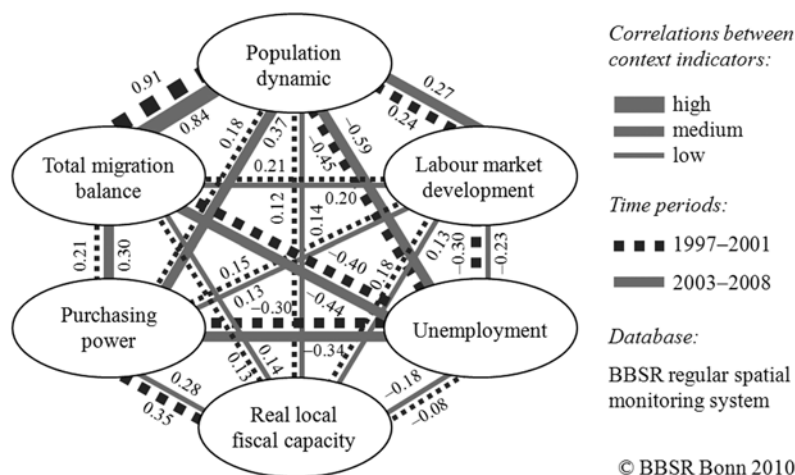 Population
dynamic
Total migration
balance
Labour market
development
Purchasing
power
Unemployment
Real local
fiscal capacity
0.91
0.84
0.18
0.37
−0.59
−0.45
0.27
0.24
0.21
0.20
0.12
0.14
0.21
0.30
−0.40
−0.44
0.15
0.13
0.13
0.18
−0.30
−0.23
−0.30
−0.34
0.14
0.13
0.28
0.35
−0.18
−0.08
Correlations between
context indicators:
high
medium
low
Time periods:
1997–2001
2003–2008
Database:
BBSR regular spatial
monitoring system
© BBSR Bonn 2010